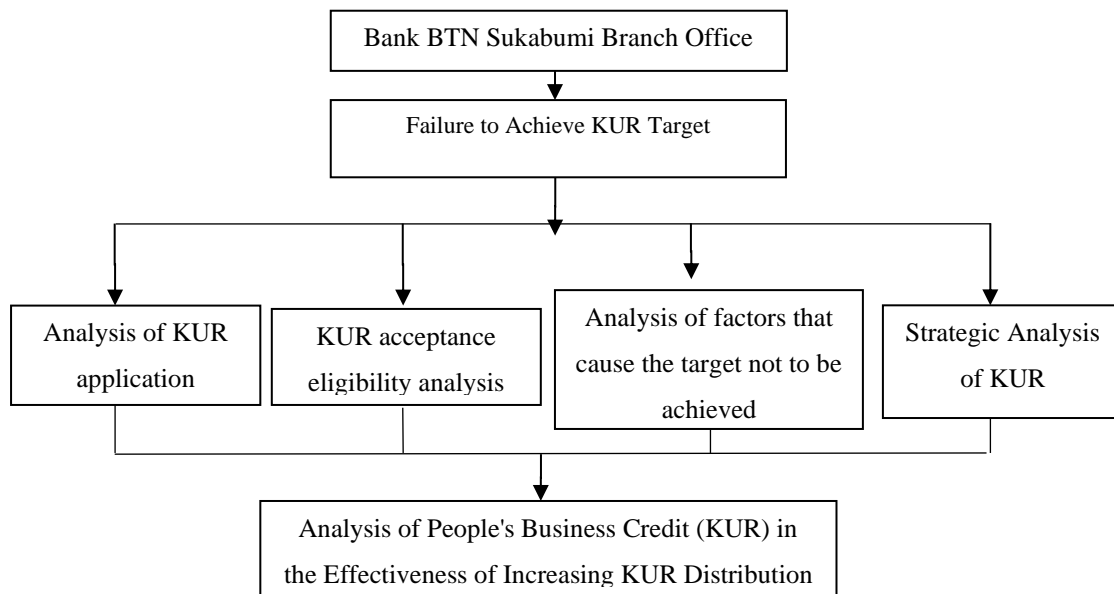 Bank BTN Sukabumi Branch Office
Failure to Achieve KUR Target
Analysis of KUR
application
KUR acceptance
eligibility analysis
Analysis of factors that
cause the target not to be
achieved
Strategic Analysis
of KUR
Analysis of People's Business Credit (KUR) in
the Effectiveness of Increasing KUR Distribution